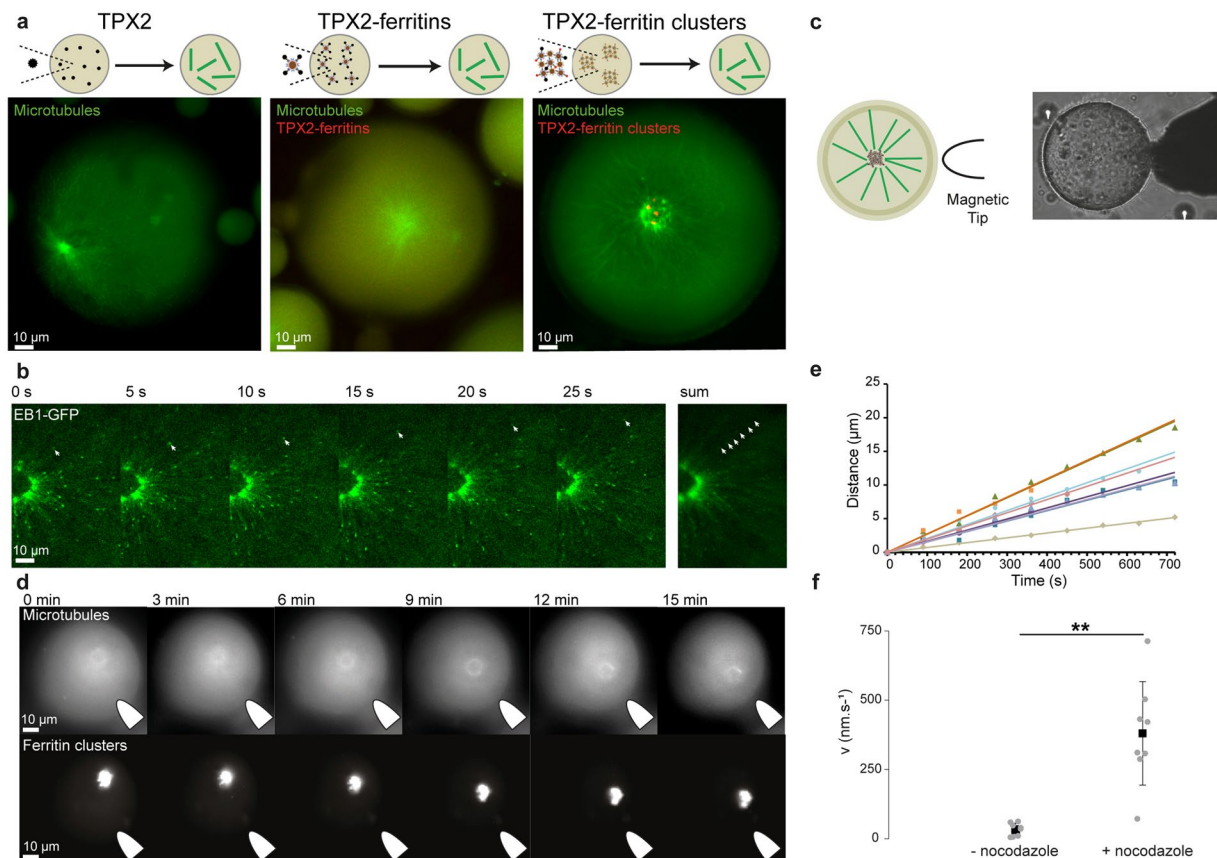 a
TPX2
TPX2-ferritins
TPX2-ferritin clusters
Microtubules
10 µm
Microtubules
TPX2-ferritins
10 µm
Microtubules
TPX2-ferritin clusters
10 µm
b
0 s
5 s
10 s
15 s
20 s
25 s
sum
EB1-GFP
10 µm
c
Magnetic
Tip
d
0 min
3 min
6 min
9 min
12 min
15 min
Microtubules
10 µm
Ferritin clusters
10 µm
e
25
20
15
10
5
0
Distance (µm)
0 100 200 300 400 500 600 700
Time (s)
f
**
750
500
250
0
v (nm.s⁻¹)
- nocodazole
+ nocodazole